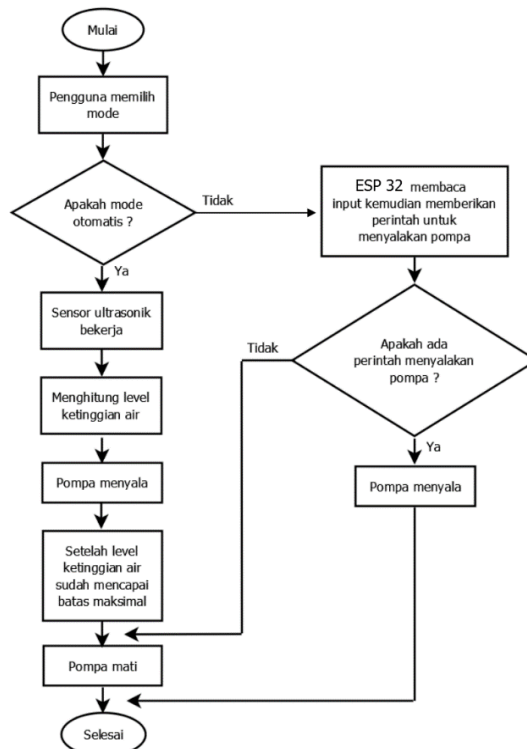 Mulai
Pengguna memilih
mode
Apakah mode
otomatis ?
Tidak
Ya
ESP 32 membaca
input kemudian memberikan
perintah untuk
menyalakan pompa
Sensor ultrasonik
bekerja
Menghitung level
ketinggian air
Pompa menyala
Setelah level
ketinggian air
sudah mencapai
batas maksimal
Tidak
Apakah ada
perintah menyalakan
pompa ?
Ya
Pompa menyala
Pompa mati
Selesai